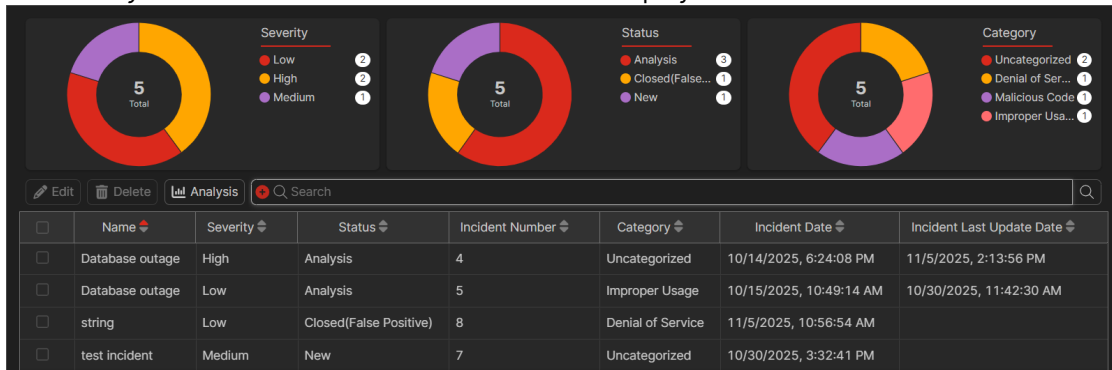 Severity
Low 2
High 2
Medium 1
5
Total
Status
Analysis 3
Closed(False... 1
New 1
5
Total
Category
Uncategorized 2
Denial of Ser... 1
Malicious Code 1
Improper Usa... 1
5
Total
Edit Delete Analysis Search
Name Severity Status Incident Number Category Incident Date Incident Last Update Date
Database outage High Analysis 4 Uncategorized 10/14/2025, 6:24:08 PM 11/5/2025, 2:13:56 PM
Database outage Low Analysis 5 Improper Usage 10/15/2025, 10:49:14 AM 10/30/2025, 11:42:30 AM
string Low Closed(False Positive) 8 Denial of Service 11/5/2025, 10:56:54 AM
test incident Medium New 7 Uncategorized 10/30/2025, 3:32:41 PM